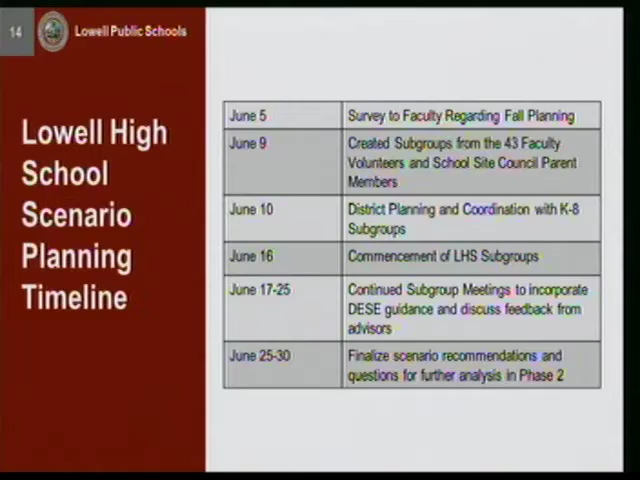 14
Lowell Public Schools
Lowell High
School
Scenario
Planning
Timeline
June 5
Survey to Faculty Regarding Fall Planning
June 9
Created Subgroups from the 43 Faculty
Volunteers and School Site Council Parent
Members
June 10
District Planning and Coordination with K-8
Subgroups
June 16
Commencement of LHS Subgroups
June 17-25
Continued Subgroup Meetings to incorporate
DESE guidance and discuss feedback from
advisors
June 25-30
Finalize scenario recommendations and
questions for further analysis in Phase 2